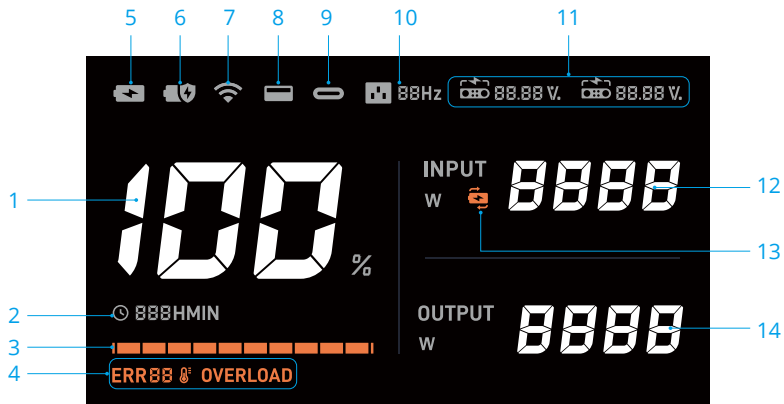 5 6 7 8 9 10 11
88Hz 88.88 V. 88.88 V.
1 100 %
INPUT W 8888 12
13
2 888HMIN
3
4 ERR88 OVERLOAD
OUTPUT W 8888 14